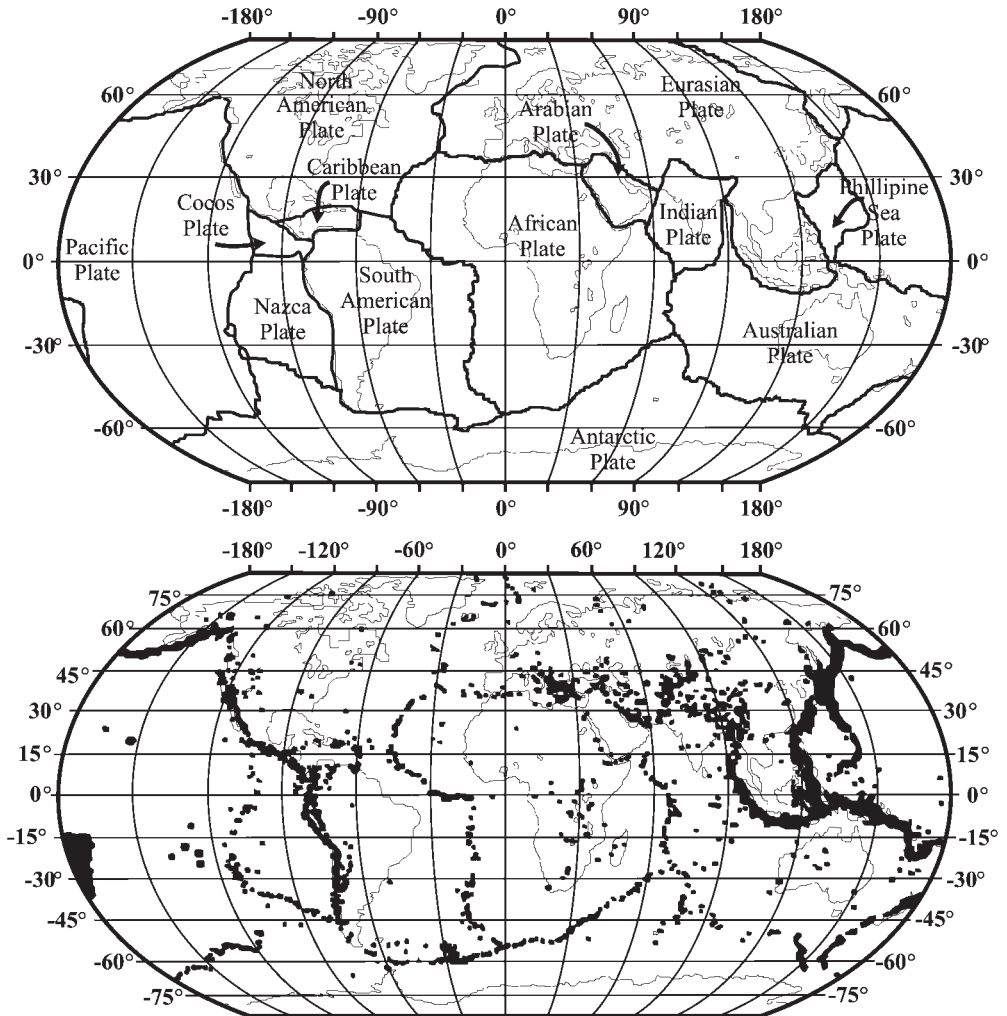 -180° -90° 0° 90° 180°
North
American
Plate
Eurasian
Plate
Arabian
Plate
60° 60°
Caribbean
Plate
30° 30°
Cocos
Plate
Phillipine
Sea
Plate
African
Plate
Indian
Plate
Pacific
Plate
0° 0°
South
American
Plate
Nazca
Plate
Australian
Plate
-30° -30°
-60° -60°
Antarctic
Plate
-180° -90° 0° 90° 180°
-180° -120° -60° 0° 60° 120° 180°
75° 75°
60° 60°
45° 45°
30° 30°
15° 15°
0° 0°
-15° -15°
-30° -30°
-45° -45°
-60° -60°
-75° -75°